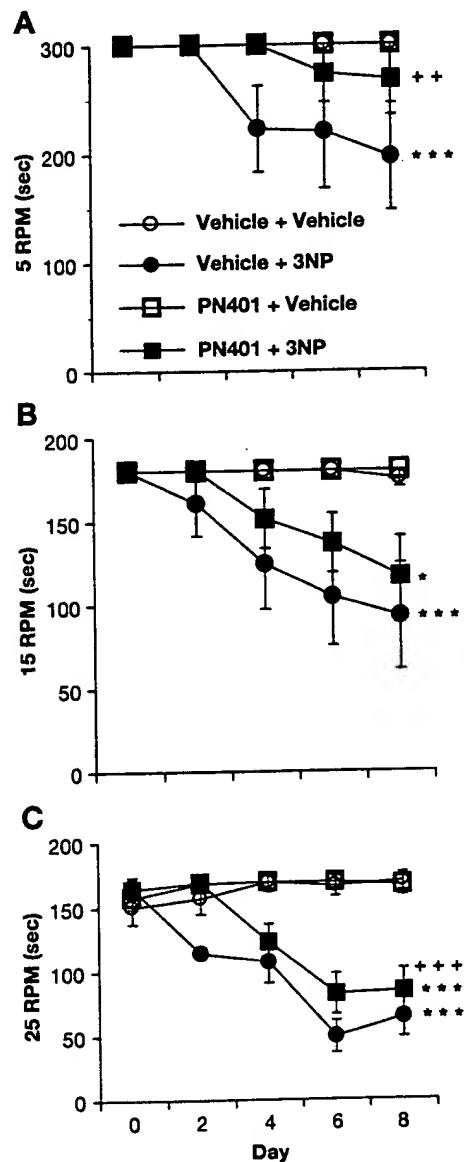 A
5 RPM (sec)
300
200
100
0
Vehicle + Vehicle
Vehicle + 3NP
PN401 + Vehicle
PN401 + 3NP
+ +
* * *
B
15 RPM (sec)
200
150
100
50
0
*
* * *
C
25 RPM (sec)
200
150
100
50
0
+ + +
* * *
* * *
0 2 4 6 8
Day